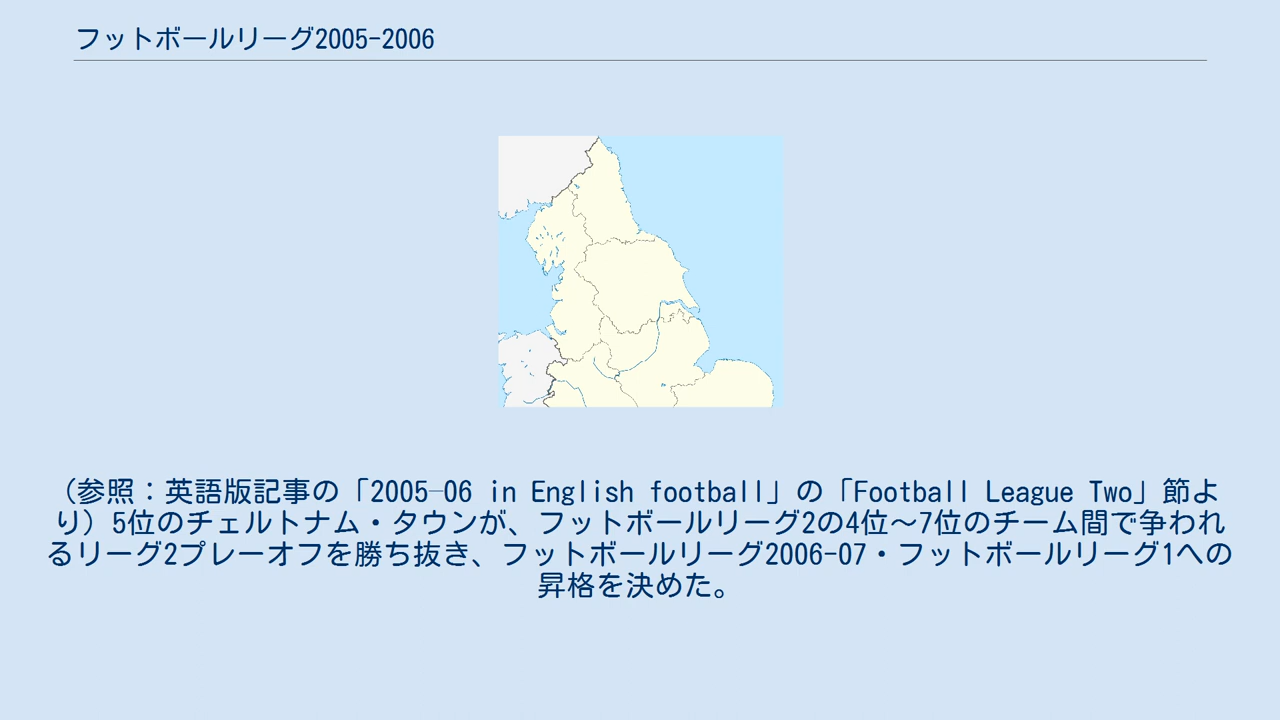 フットボールリーグ2005-2006
（参照：英語版記事の「2005–06 in English football」の「Football League Two」節よ
り）5位のチェルトナム・タウンが、フットボールリーグ2の4位～7位のチーム間で争われ
るリーグ2プレーオフを勝ち抜き、フットボールリーグ2006-07・フットボールリーグ1への
昇格を決めた。